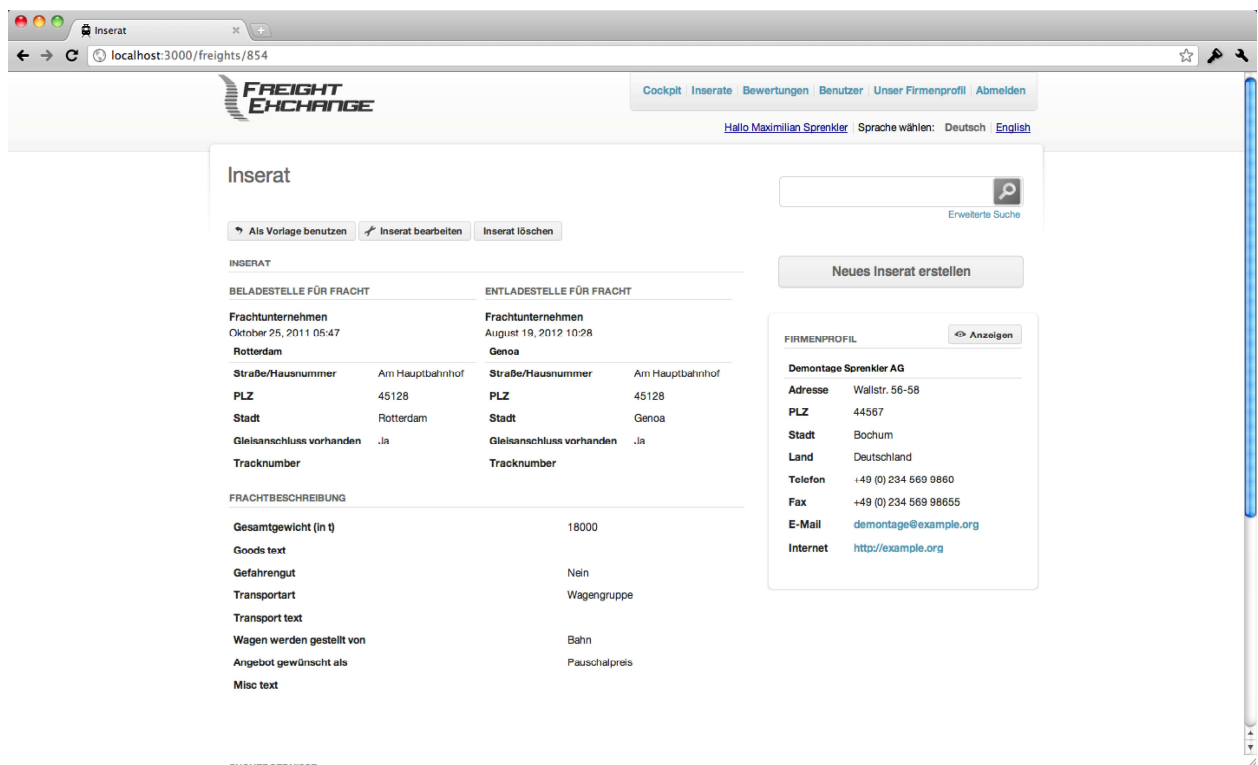 Inserat
localhost:3000/freights/854
FREIGHT EXCHANGE
Cockpit Inserate Bewertungen Benutzer Unser Firmenprofil Abmelden
Hallo Maximilian Sprenkler Sprache wählen: Deutsch English
Inserat
Erweiterte Suche
Als Vorlage benutzen Inserat bearbeiten Inserat löschen
Neues Inserat erstellen
INSERAT
BELADESTELLE FÜR FRACHT ENTLADESTELLE FÜR FRACHT
Frachtunternehmen Frachtunternehmen
Oktober 25, 2011 05:47 August 19, 2012 10:28
Rotterdam Genoa
Straße/Hausnummer Am Hauptbahnhof Straße/Hausnummer Am Hauptbahnhof
PLZ 45128 PLZ 45128
Stadt Rotterdam Stadt Genoa
Gleisanschluss vorhanden Ja Gleisanschluss vorhanden Ja
Tracknumber Tracknumber
FRACHTBESCHREIBUNG
Gesamtgewicht (in t) 18000
Goods text
Gefahrengut Nein
Transportart Wagengruppe
Transport text
Wagen werden gestellt von Bahn
Angebot gewünscht als Pauschalpreis
Misc text
FIRMENPROFIL Anzeigen
Demontage Sprenkler AG
Adresse Wallstr. 56-58
PLZ 44567
Stadt Bochum
Land Deutschland
Telefon +49 (0) 234 569 9860
Fax +49 (0) 234 569 98655
E-Mail demontage@example.org
Internet http://example.org